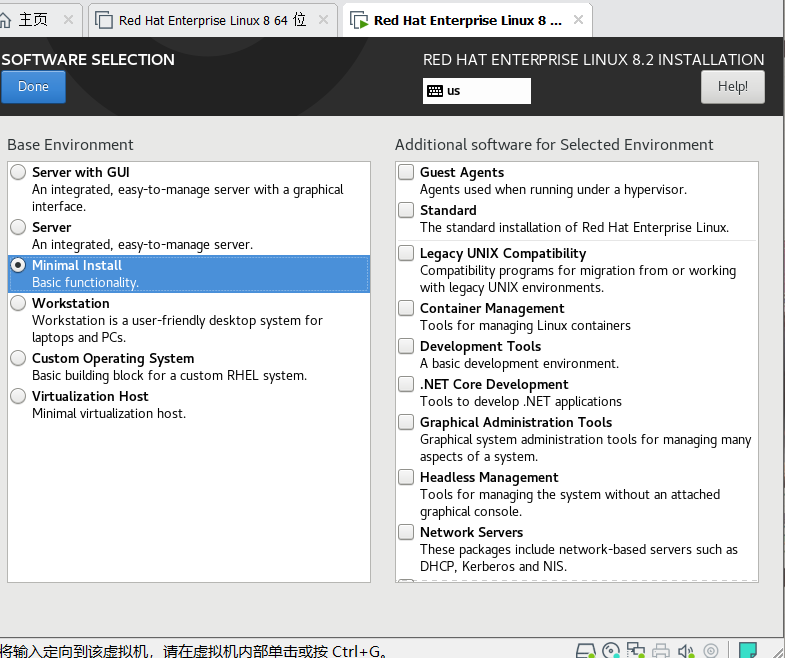 主页
Red Hat Enterprise Linux 8 64 位
Red Hat Enterprise Linux 8 ...
SOFTWARE SELECTION
RED HAT ENTERPRISE LINUX 8.2 INSTALLATION
Done
us
Help!
Base Environment
Server with GUI
An integrated, easy-to-manage server with a graphical
interface.
Server
An integrated, easy-to-manage server.
Minimal Install
Basic functionality.
Workstation
Workstation is a user-friendly desktop system for
laptops and PCs.
Custom Operating System
Basic building block for a custom RHEL system.
Virtualization Host
Minimal virtualization host.
Additional software for Selected Environment
Guest Agents
Agents used when running under a hypervisor.
Standard
The standard installation of Red Hat Enterprise Linux.
Legacy UNIX Compatibility
Compatibility programs for migration from or working
with legacy UNIX environments.
Container Management
Tools for managing Linux containers
Development Tools
A basic development environment.
.NET Core Development
Tools to develop .NET applications
Graphical Administration Tools
Graphical system administration tools for managing many
aspects of a system.
Headless Management
Tools for managing the system without an attached
graphical console.
Network Servers
These packages include network-based servers such as
DHCP, Kerberos and NIS.
将输入定向到该虚拟机，请在虚拟机内部单击或按 Ctrl+G。